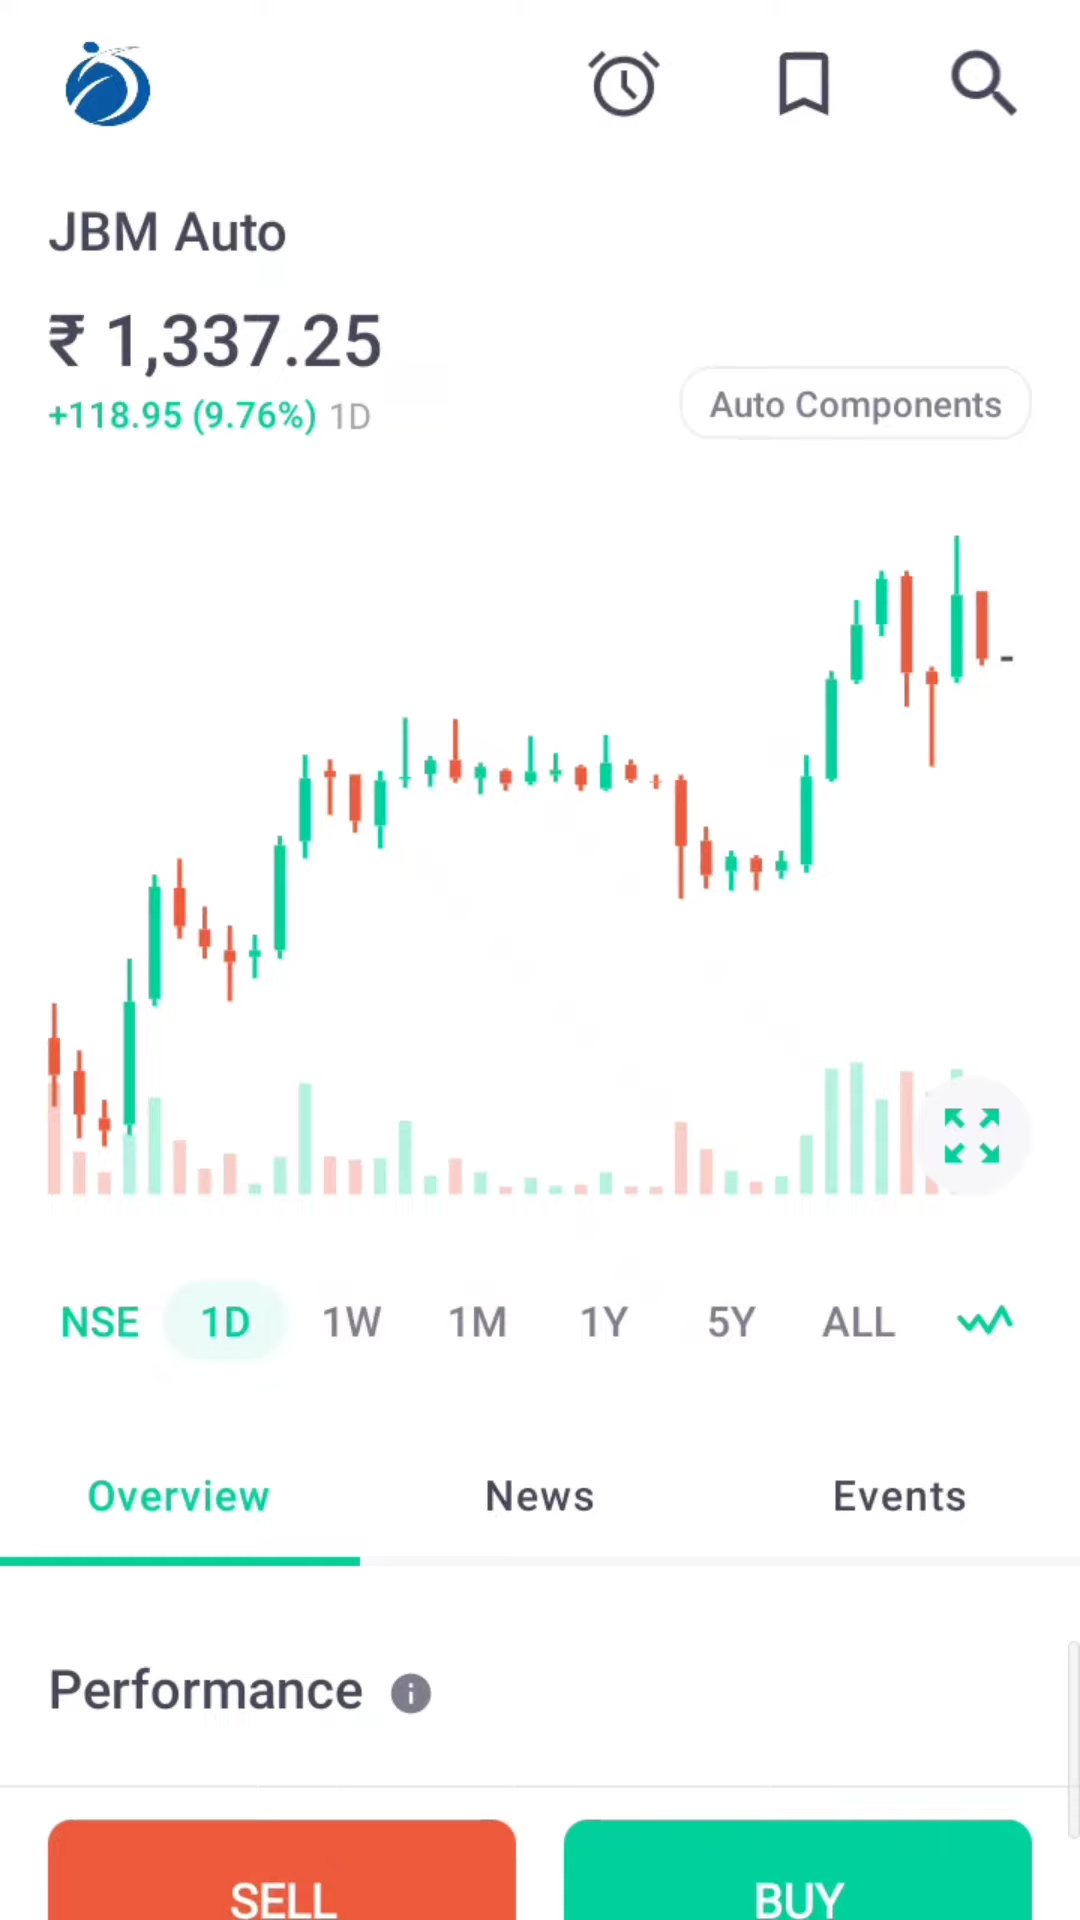 JBM Auto
₹ 1,337.25
+118.95 (9.76%) 1D
Auto Components
NSE 1D 1W 1M 1Y 5Y ALL
Overview News Events
Performance
SELL BUY